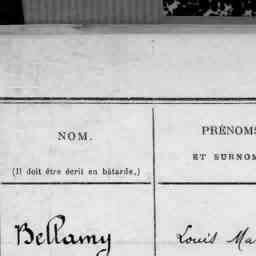 NOM.
(Il doit être écrit en bâtarde.)
PRÉNOMS
ET SURNOM
Bellamy
Louis Ma